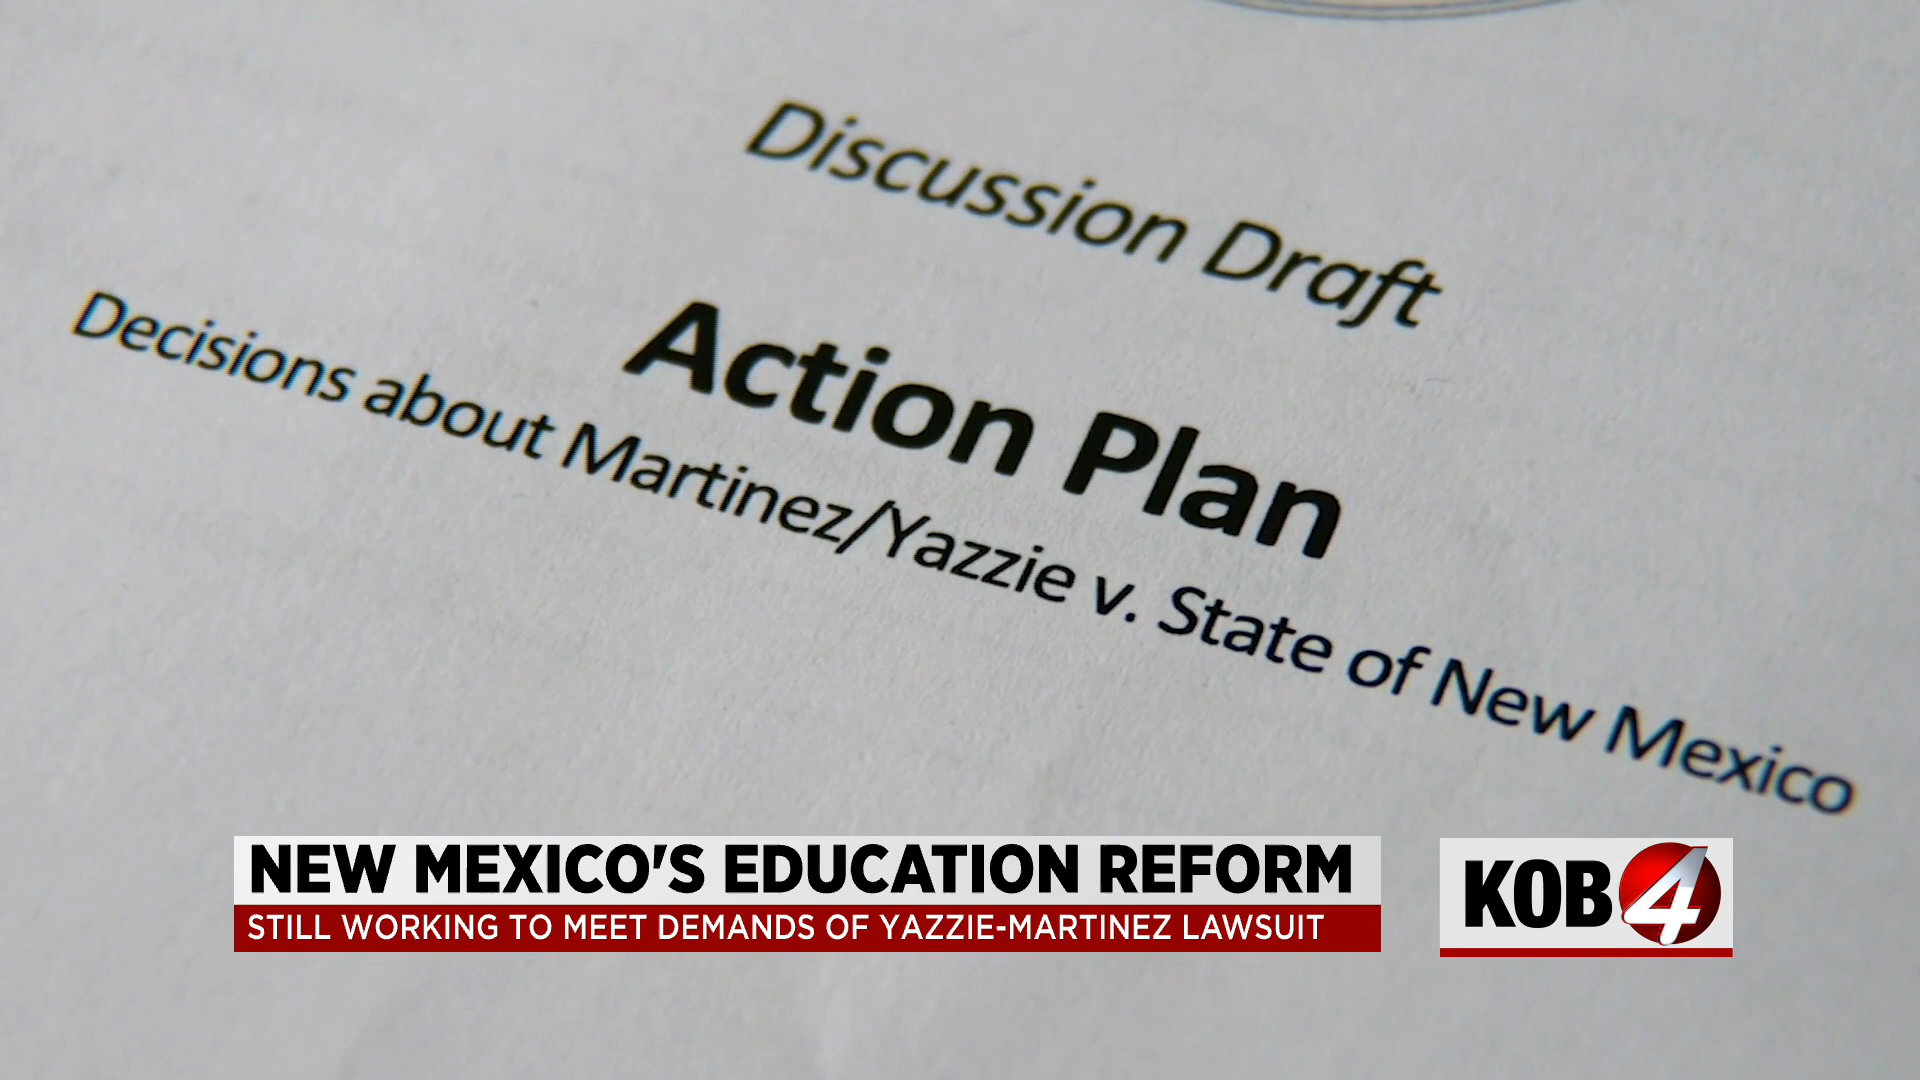 Discussion Draft
Action Plan
Decisions about Martinez/Yazzie v. State of New Mexico
NEW MEXICO'S EDUCATION REFORM
STILL WORKING TO MEET DEMANDS OF YAZZIE-MARTINEZ LAWSUIT
KOB 4